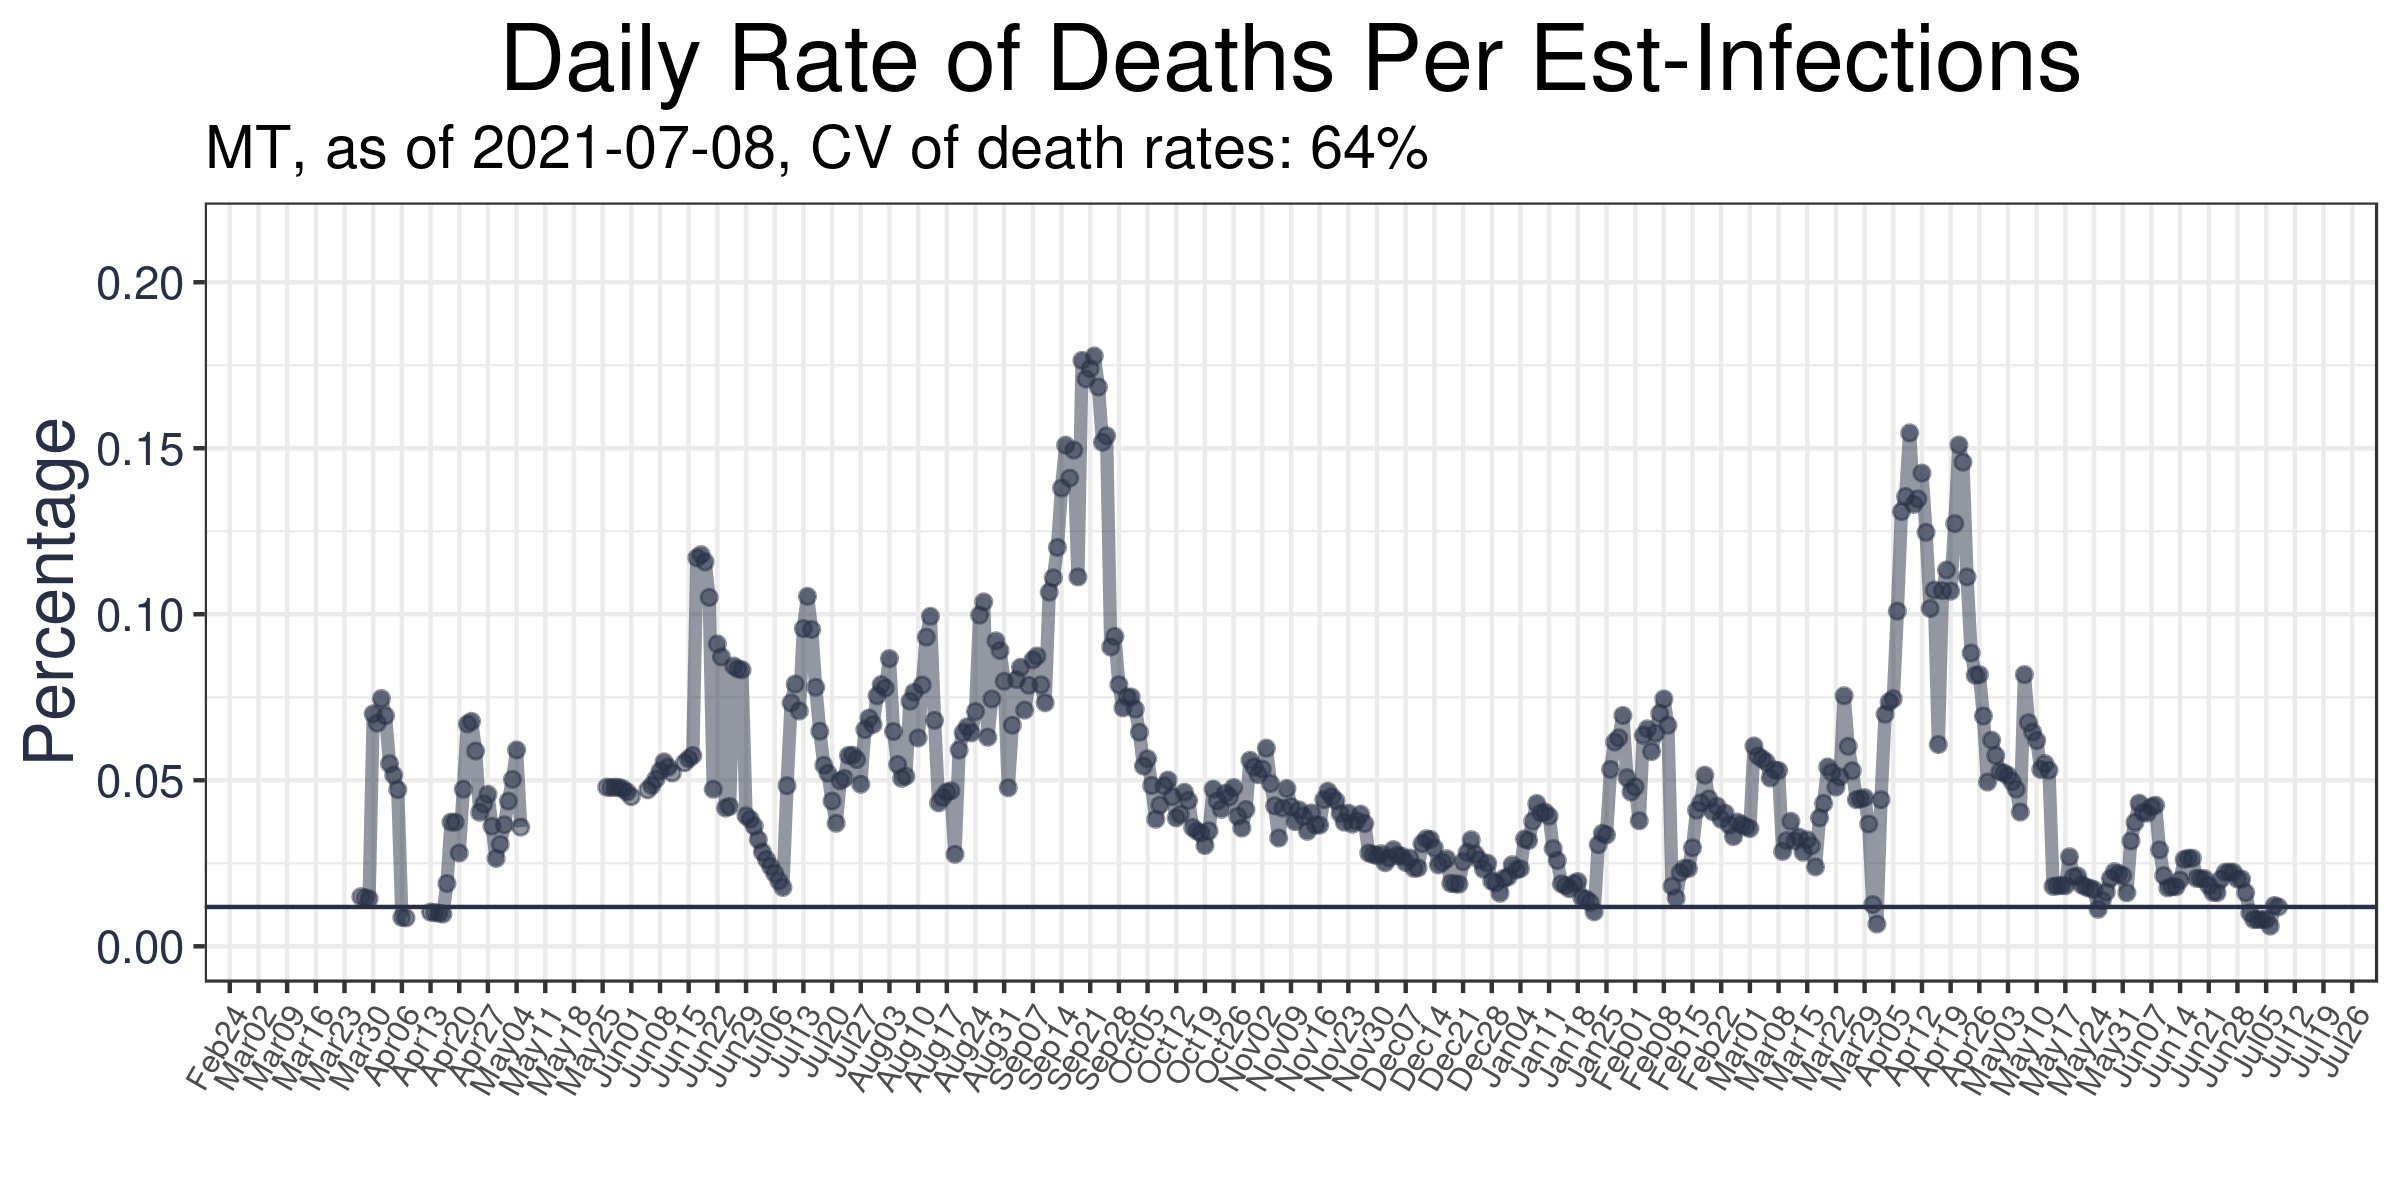 Daily Rate of Deaths Per Est-Infections
MT, as of 2021-07-08, CV of death rates: 64%
Percentage
0.20
0.15
0.10
0.05
0.00
Feb24
Mar02
Mar09
Mar16
Mar23
Mar30
Apr06
Apr13
Apr20
Apr27
May04
May11
May18
May25
Jun01
Jun08
Jun15
Jun22
Jun29
Jul06
Jul13
Jul20
Jul27
Aug03
Aug10
Aug17
Aug24
Aug31
Sep07
Sep14
Sep21
Sep28
Oct05
Oct12
Oct19
Oct26
Nov02
Nov09
Nov16
Nov23
Nov30
Dec07
Dec14
Dec21
Dec28
Jan04
Jan11
Jan18
Jan25
Feb01
Feb08
Feb15
Feb22
Mar01
Mar08
Mar15
Mar22
Mar29
Apr05
Apr12
Apr19
Apr26
May03
May10
May17
May24
May31
Jun07
Jun14
Jun21
Jun28
Jul05
Jul12
Jul19
Jul26